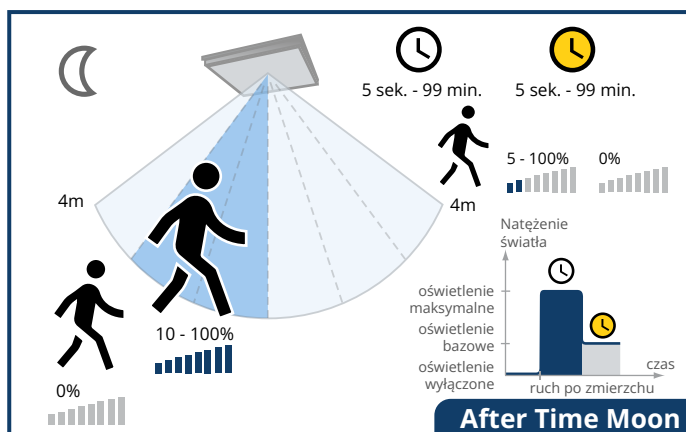 5 sek. - 99 min.
5 sek. - 99 min.
5 - 100%
0%
4m
4m
10 - 100%
0%
Natężenie
światła
oświetlenie
maksymalne
oświetlenie
bazowe
oświetlenie
wyłączone
czas
ruch po zmierzchu
After Time Moon